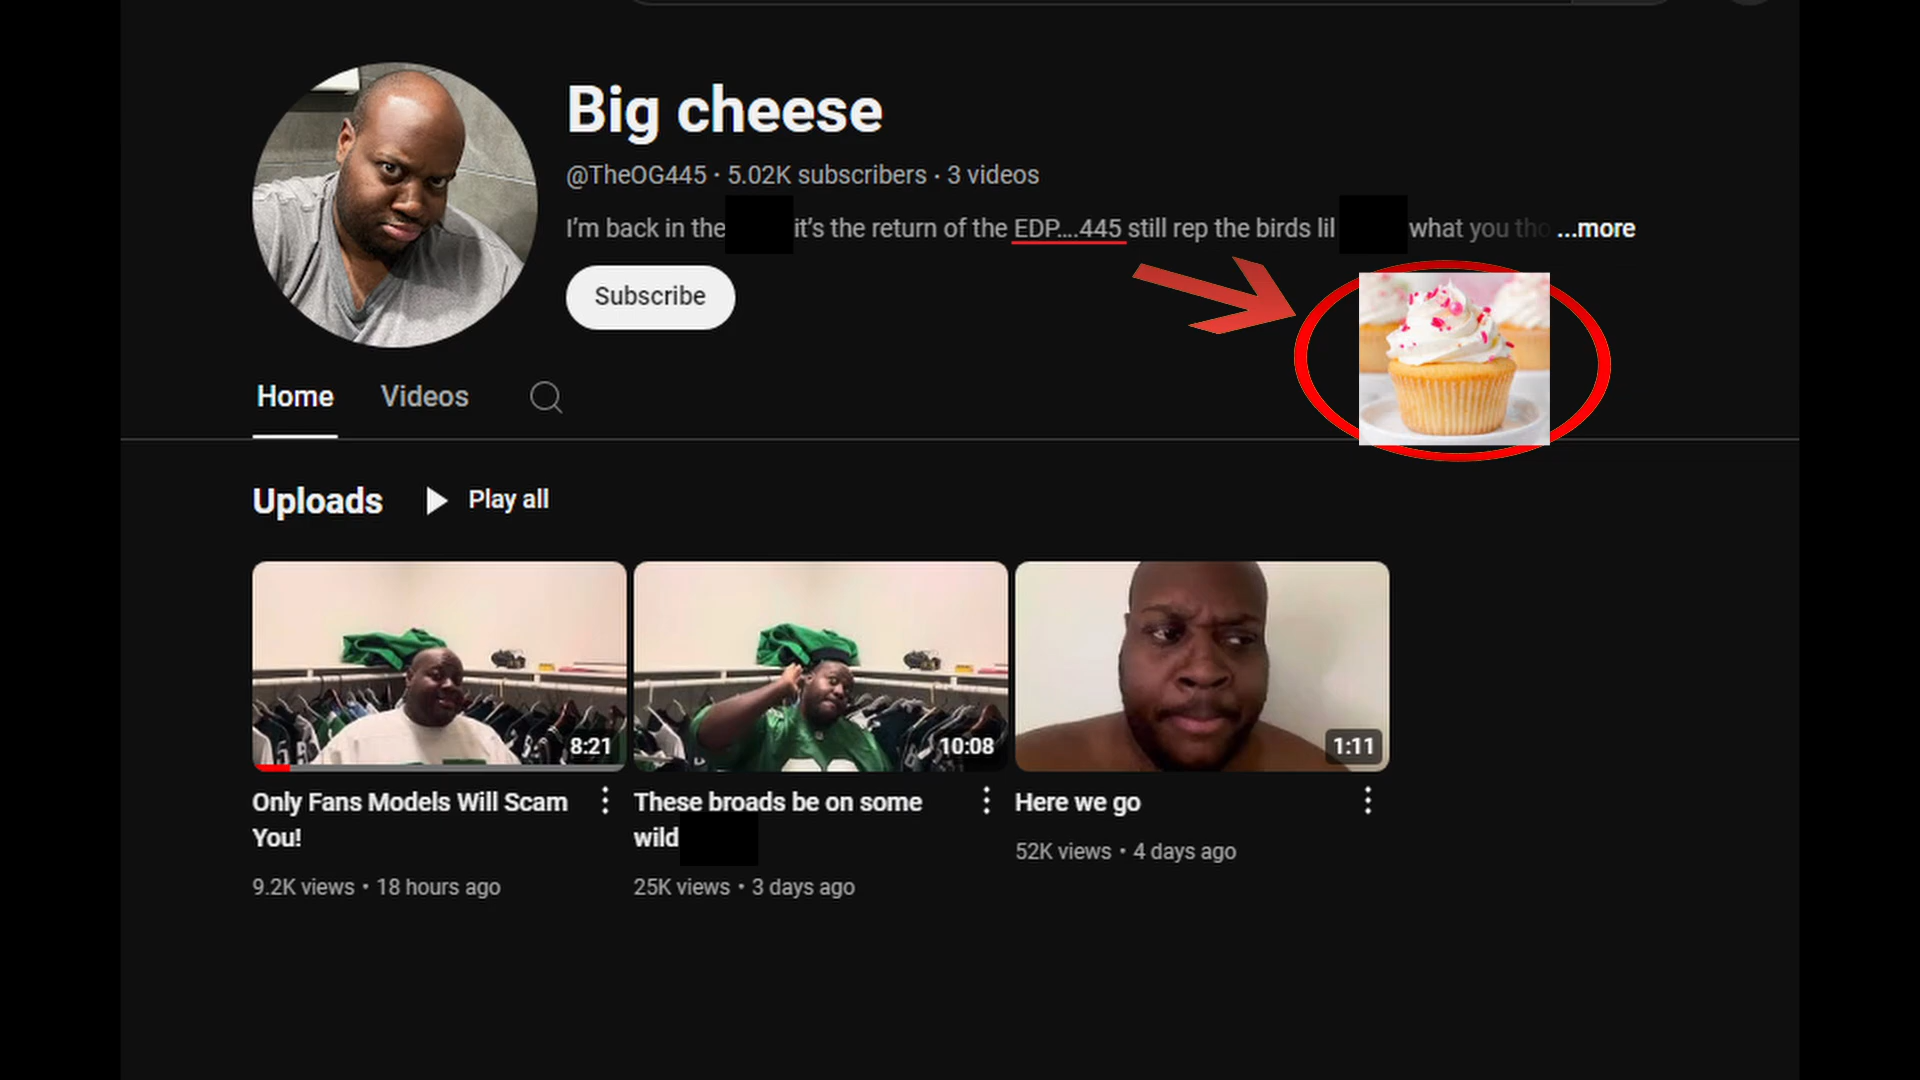 Big cheese
@TheOG445 · 5.02K subscribers · 3 videos
I'm back in the it's the return of the EDP....445 still rep the birds lil what you tho ...more
Subscribe
Home Videos
Uploads Play all
8:21 10:08 1:11
Only Fans Models Will Scam You!
9.2K views · 18 hours ago
These broads be on some wild
25K views · 3 days ago
Here we go
52K views · 4 days ago